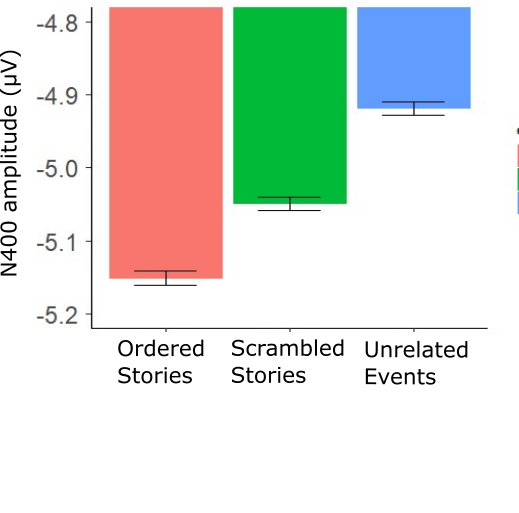 N400 amplitude (µV)
-4.8
-4.9
-5.0
-5.1
-5.2
Ordered Stories
Scrambled Stories
Unrelated Events